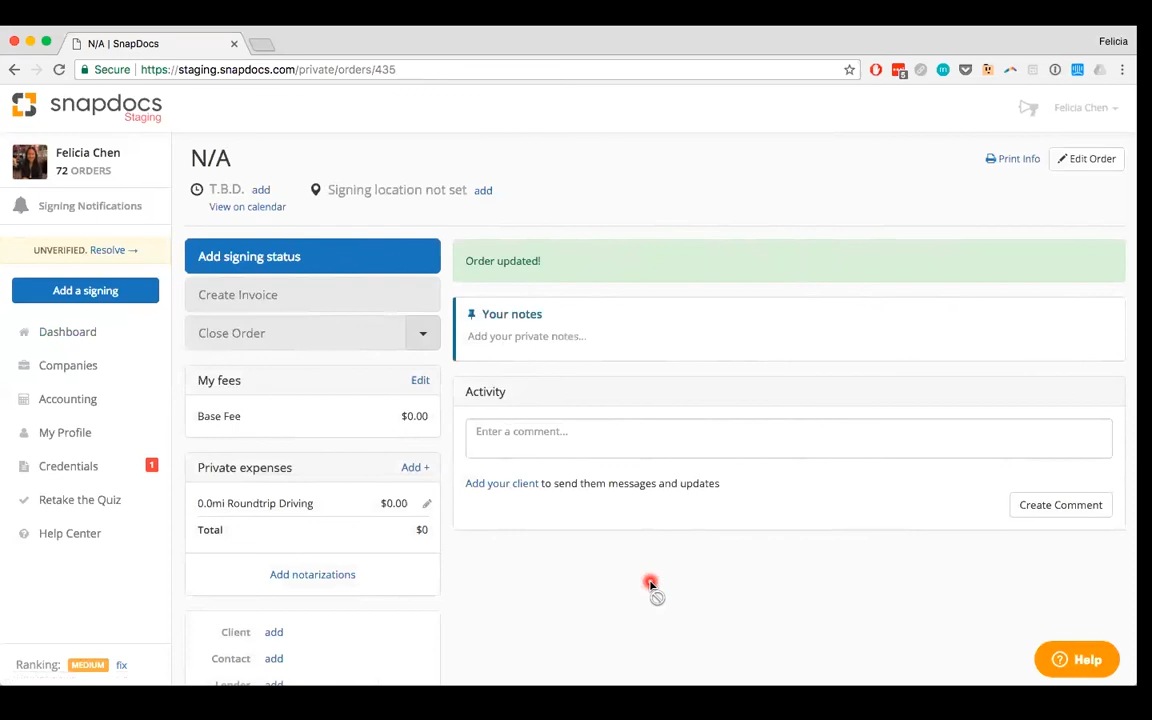 N/A | SnapDocs
Felicia
Secure https://staging.snapdocs.com/private/orders/435
5
snapdocs
Staging
Felicia Chen
Felicia Chen
72 ORDERS
Signing Notifications
UNVERIFIED. Resolve →
Add a signing
Dashboard
Companies
Accounting
My Profile
Credentials 1
Retake the Quiz
Help Center
Ranking: MEDIUM fix
N/A
Print Info
Edit Order
T.B.D. add
Signing location not set add
View on calendar
Add signing status
Create Invoice
Close Order
My fees Edit
Base Fee $0.00
Private expenses Add +
0.0mi Roundtrip Driving $0.00
Total $0
Add notarizations
Client add
Contact add
Lender add
Order updated!
Your notes
Add your private notes...
Activity
Enter a comment...
Add your client to send them messages and updates
Create Comment
Help